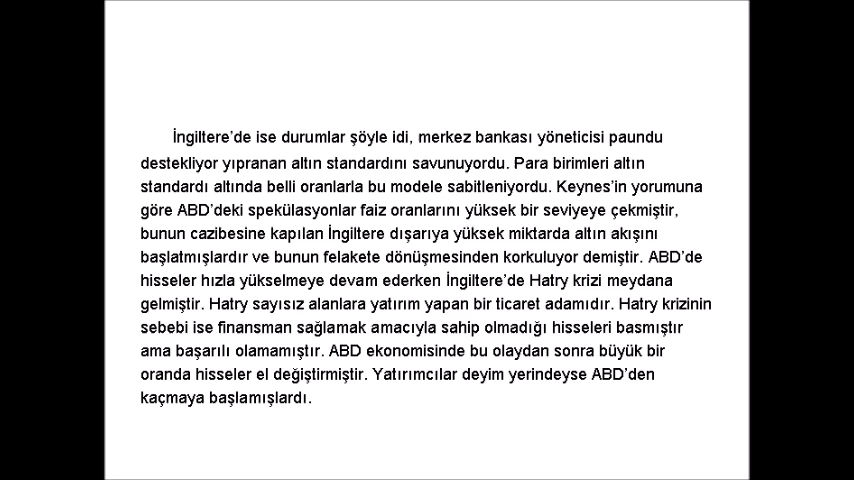 İngiltere'de ise durumlar şöyle idi, merkez bankası yöneticisi paundu
destekliyor yıpranan altın standardını savunuyordu. Para birimleri altın
standardı altında belli oranlarla bu modele sabitleniyordu. Keynes'in yorumuna
göre ABD'deki spekülasyonlar faiz oranlarını yüksek bir seviyeye çekmiştir,
bunun cazibesine kapılan İngiltere dışarıya yüksek miktarda altın akışını
başlatmışlardır ve bunun felakete dönüşmesinden korkuluyor demiştir. ABD'de
hisseler hızla yükselmeye devam ederken İngiltere'de Hatry krizi meydana
gelmiştir. Hatry sayısız alanlara yatırım yapan bir ticaret adamıdır. Hatry krizinin
sebebi ise finansman sağlamak amacıyla sahip olmadığı hisseleri basmıştır
ama başarılı olamamıştır. ABD ekonomisinde bu olaydan sonra büyük bir
oranda hisseler el değiştirmiştir. Yatırımcılar deyim yerindeyse ABD'den
kaçmaya başlamışlardı.